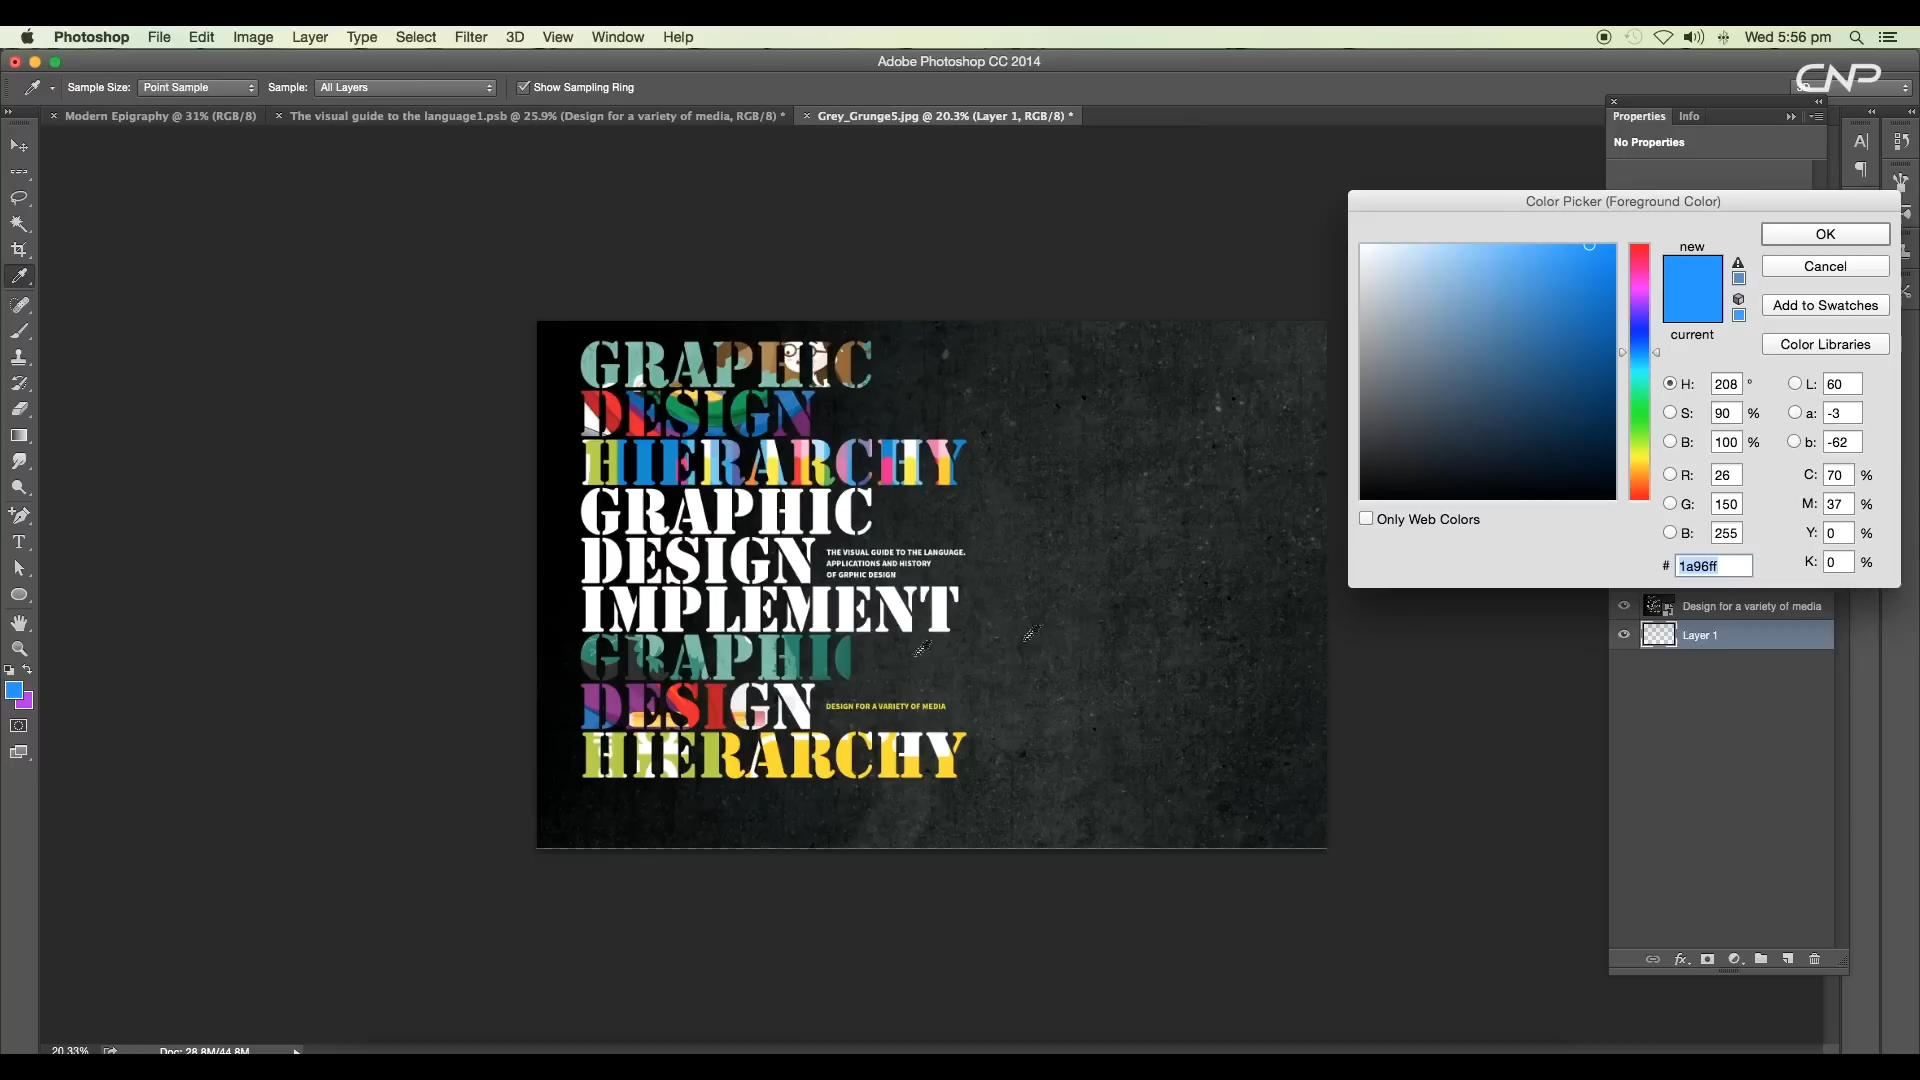 Photoshop File Edit Image Layer Type Select Filter 3D View Window Help Wed 5:56 pm
Adobe Photoshop CC 2014
CNP
Sample Size: Point Sample Sample: All Layers Show Sampling Ring
Modern Epigraphy @ 31% (RGB/8) The visual guide to the language1.psb @ 25.9% (Design for a variety of media, RGB/8) * Grey_Grunge5.jpg @ 20.3% (Layer 1, RGB/8) *
Properties Info
No Properties
Color Picker (Foreground Color)
new
current
OK
Cancel
Add to Swatches
Color Libraries
H: 208 ° L: 60
S: 90 % a: -3
B: 100 % b: -62
R: 26 C: 70 %
G: 150 M: 37 %
B: 255 Y: 0 %
# 1a96ff K: 0 %
Only Web Colors
Design for a variety of media
Layer 1
GRAPHIC
DESIGN
HIERARCHY
GRAPHIC
DESIGN
THE VISUAL GUIDE TO THE LANGUAGE.
APPLICATIONS AND HISTORY
OF GRPHIC DESIGN
IMPLEMENT
GRAPHIC
DESIGN
DESIGN FOR A VARIETY OF MEDIA
HIERARCHY
20.33% Doc: 28.8M/44.8M